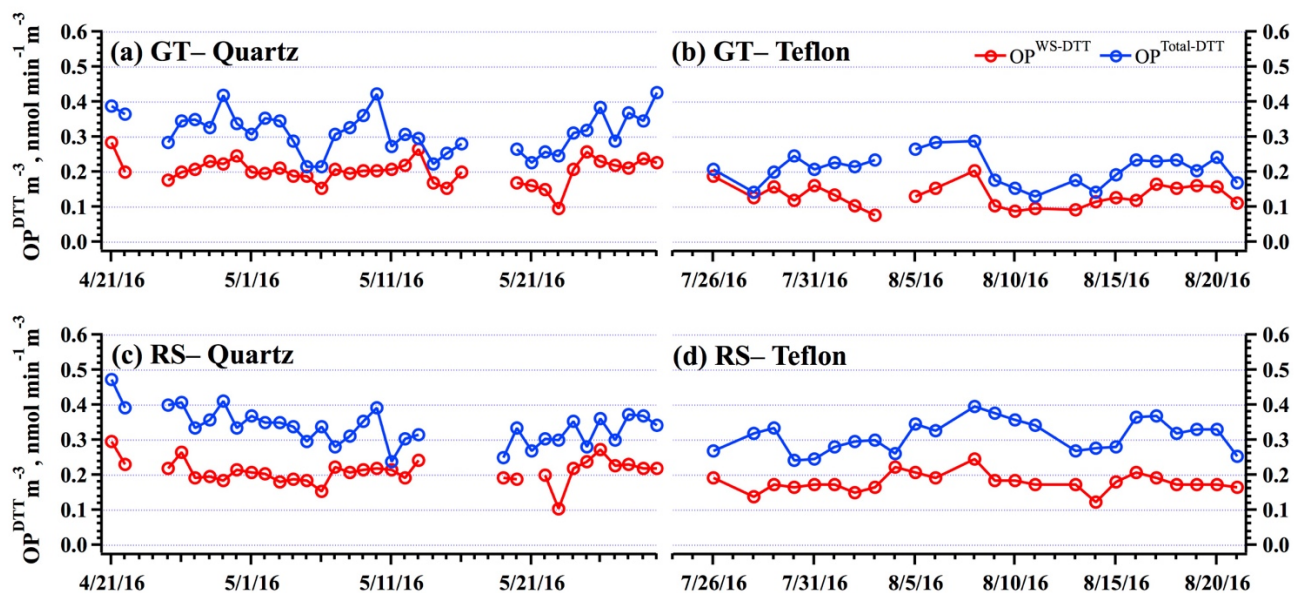 (a) GT– Quartz
(b) GT– Teflon
OP^WS-DTT
OP^Total-DTT
OP^DTT m^-3, nmol min^-1 m^-3
0.6
0.5
0.4
0.3
0.2
0.1
0.0
0.6
0.5
0.4
0.3
0.2
0.1
0.0
4/21/16 5/1/16 5/11/16 5/21/16
7/26/16 7/31/16 8/5/16 8/10/16 8/15/16 8/20/16
(c) RS– Quartz
(d) RS– Teflon
OP^DTT m^-3, nmol min^-1 m^-3
0.6
0.5
0.4
0.3
0.2
0.1
0.0
0.6
0.5
0.4
0.3
0.2
0.1
0.0
4/21/16 5/1/16 5/11/16 5/21/16
7/26/16 7/31/16 8/5/16 8/10/16 8/15/16 8/20/16